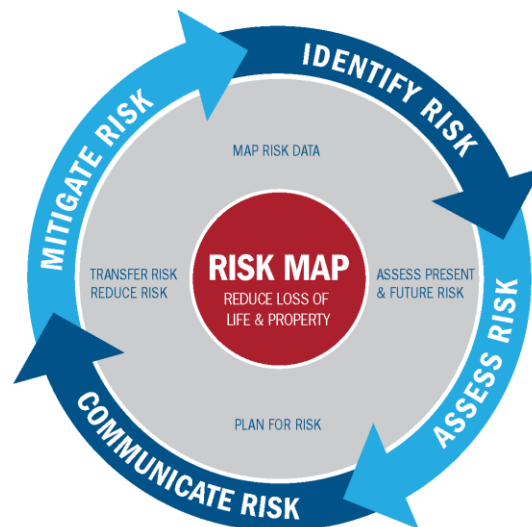 IDENTIFY RISK
ASSESS RISK
COMMUNICATE RISK
MITIGATE RISK
MAP RISK DATA
ASSESS PRESENT
& FUTURE RISK
PLAN FOR RISK
TRANSFER RISK
REDUCE RISK
RISK MAP
REDUCE LOSS OF
LIFE & PROPERTY